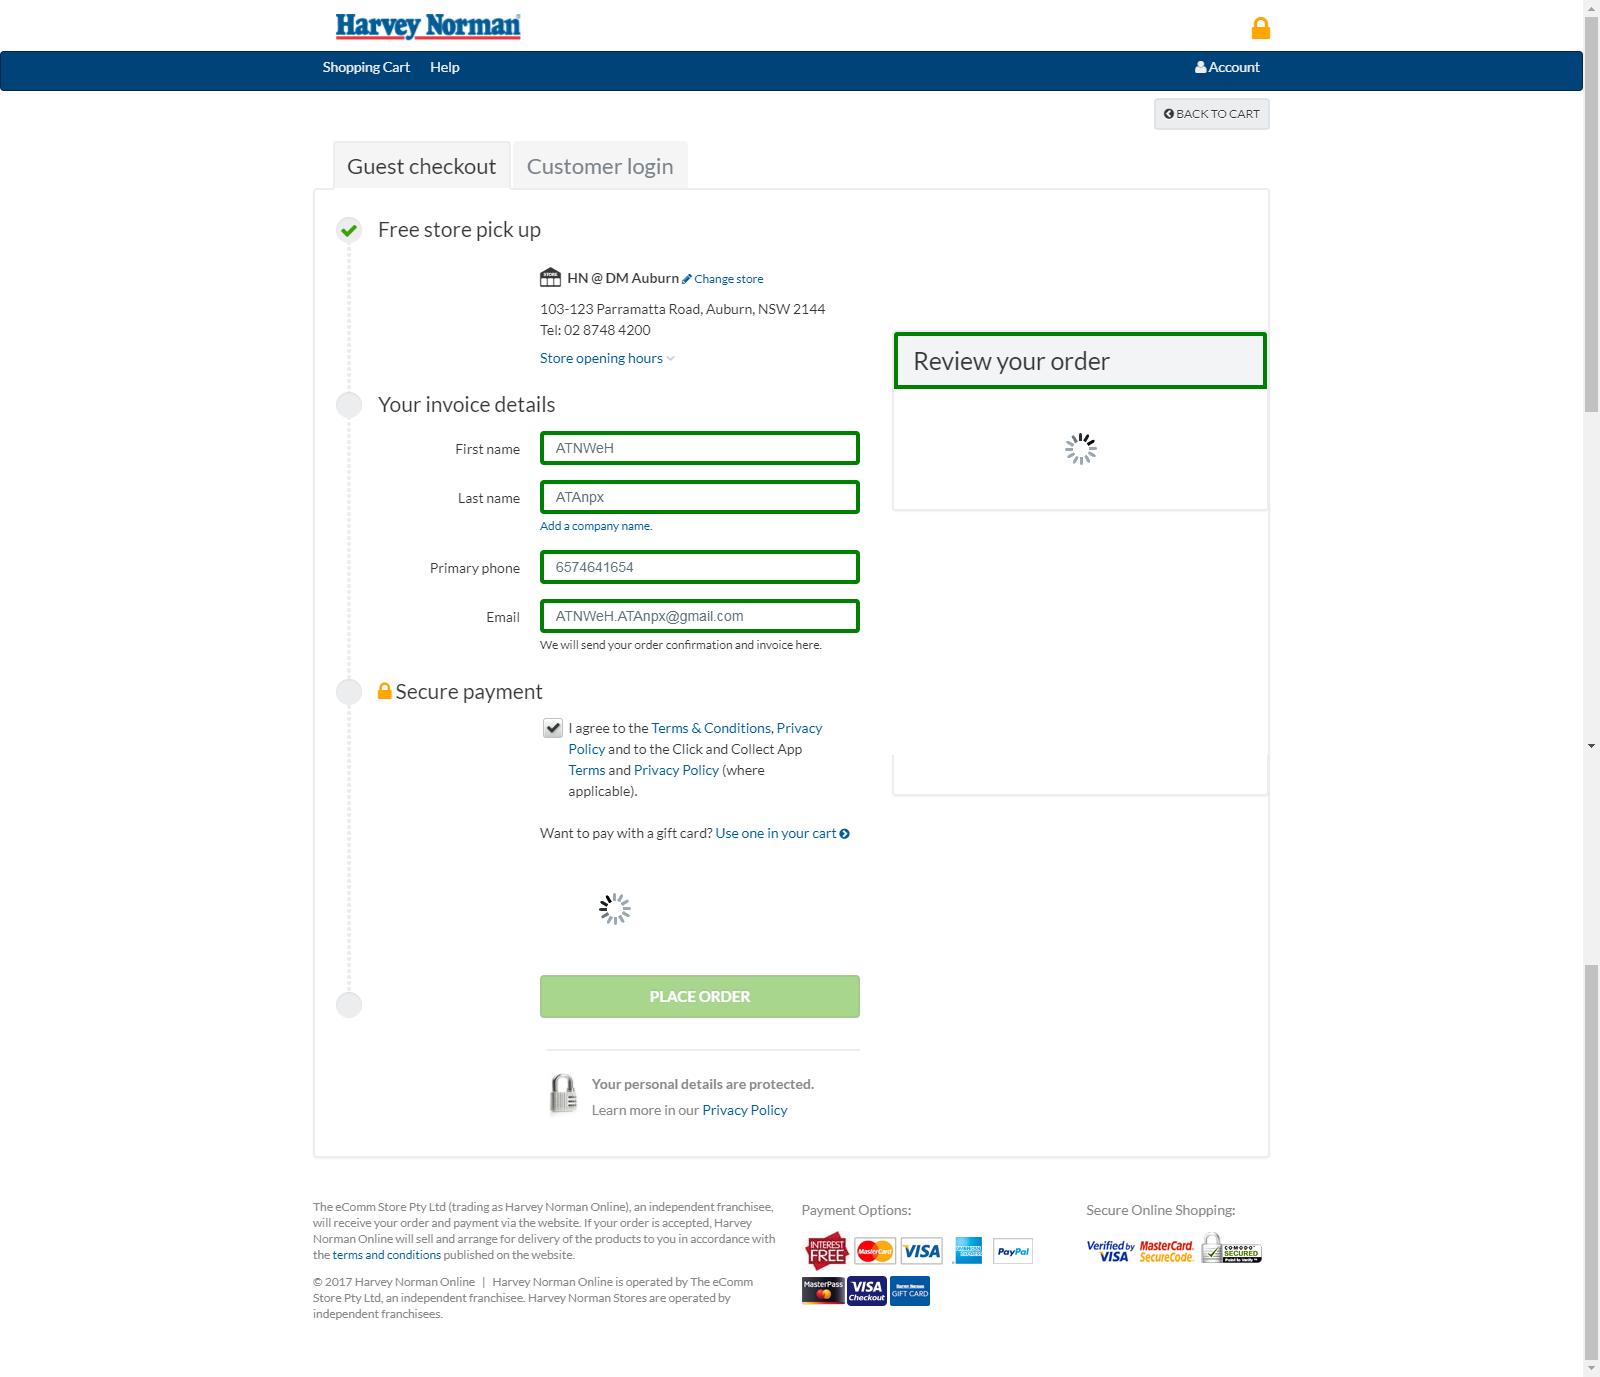 Harvey Norman
Shopping Cart Help Account
BACK TO CART
Guest checkout Customer login
Free store pick up
HN @ DM Auburn Change store
103-123 Parramatta Road, Auburn, NSW 2144
Tel: 02 8748 4200
Store opening hours
Review your order
Your invoice details
First name ATNWeH
Last name ATAnpx
Add a company name.
Primary phone 6574641654
Email ATNWeH.ATAnpx@gmail.com
We will send your order confirmation and invoice here.
Secure payment
I agree to the Terms & Conditions, Privacy
Policy and to the Click and Collect App
Terms and Privacy Policy (where
applicable).
Want to pay with a gift card? Use one in your cart
PLACE ORDER
Your personal details are protected.
Learn more in our Privacy Policy
The eComm Store Pty Ltd (trading as Harvey Norman Online), an independent franchisee,
will receive your order and payment via the website. If your order is accepted, Harvey
Norman Online will sell and arrange for delivery of the products to you in accordance with
the terms and conditions published on the website.
© 2017 Harvey Norman Online | Harvey Norman Online is operated by The eComm
Store Pty Ltd, an independent franchisee. Harvey Norman Stores are operated by
independent franchisees.
Payment Options:
INTEREST FREE MasterCard VISA PayPal
MasterPass VISA Checkout Harvey Norman GIFT CARD
Secure Online Shopping:
Verified by VISA MasterCard. SecureCode. COMODO SECURED